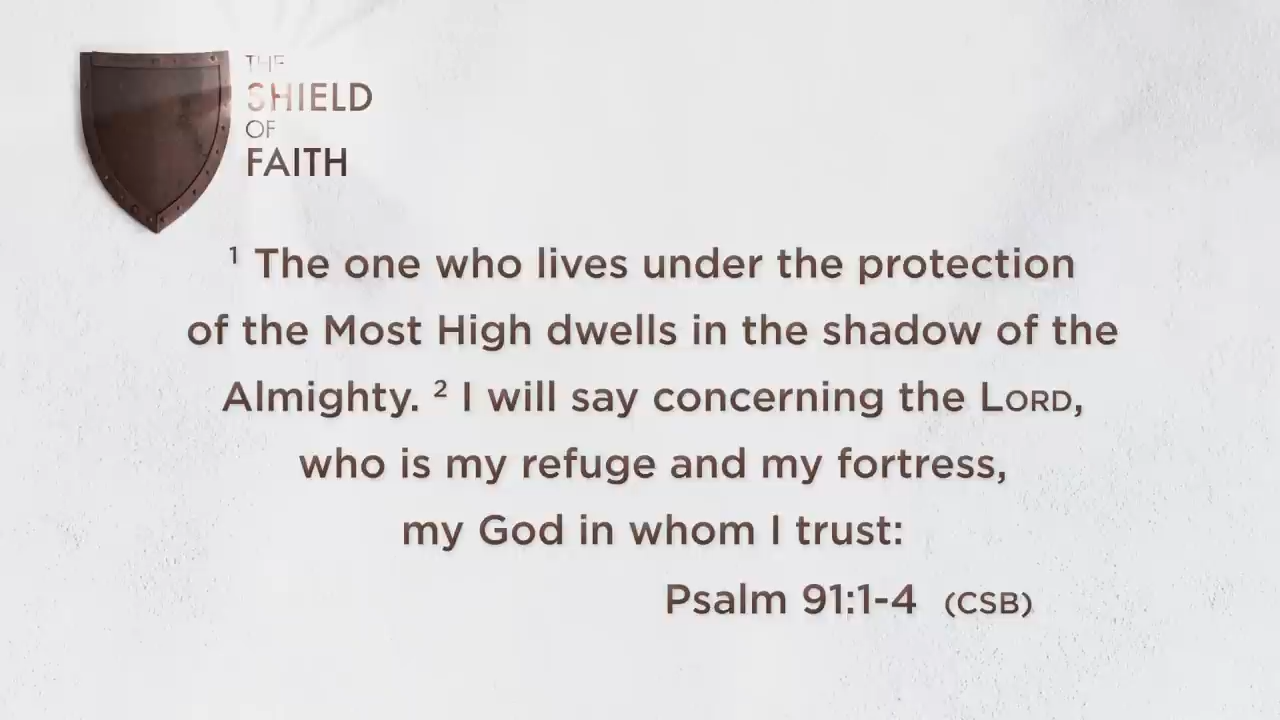 THE
SHIELD
OF
FAITH
¹ The one who lives under the protection
of the Most High dwells in the shadow of the
Almighty. ² I will say concerning the LORD,
who is my refuge and my fortress,
my God in whom I trust:
Psalm 91:1-4 (CSB)